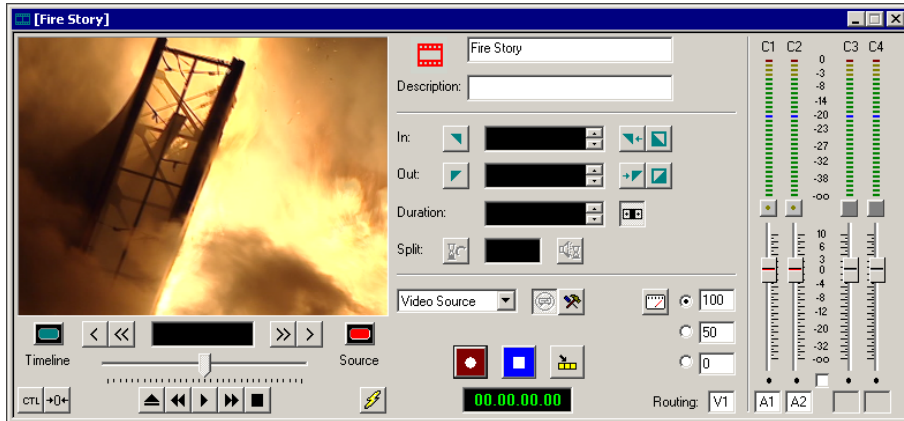 [Fire Story]
Fire Story
Description:
In:
Out:
Duration:
Split:
Video Source
100
50
0
Timeline
< <<
>> >
Source
CTL →0←
00.00.00.00
Routing: V1
C1 C2 C3 C4
0
-3
-8
-14
-20
-23
-27
-32
-38
-oo
10
6
3
0
-4
-8
-12
-20
-32
-oo
A1 A2